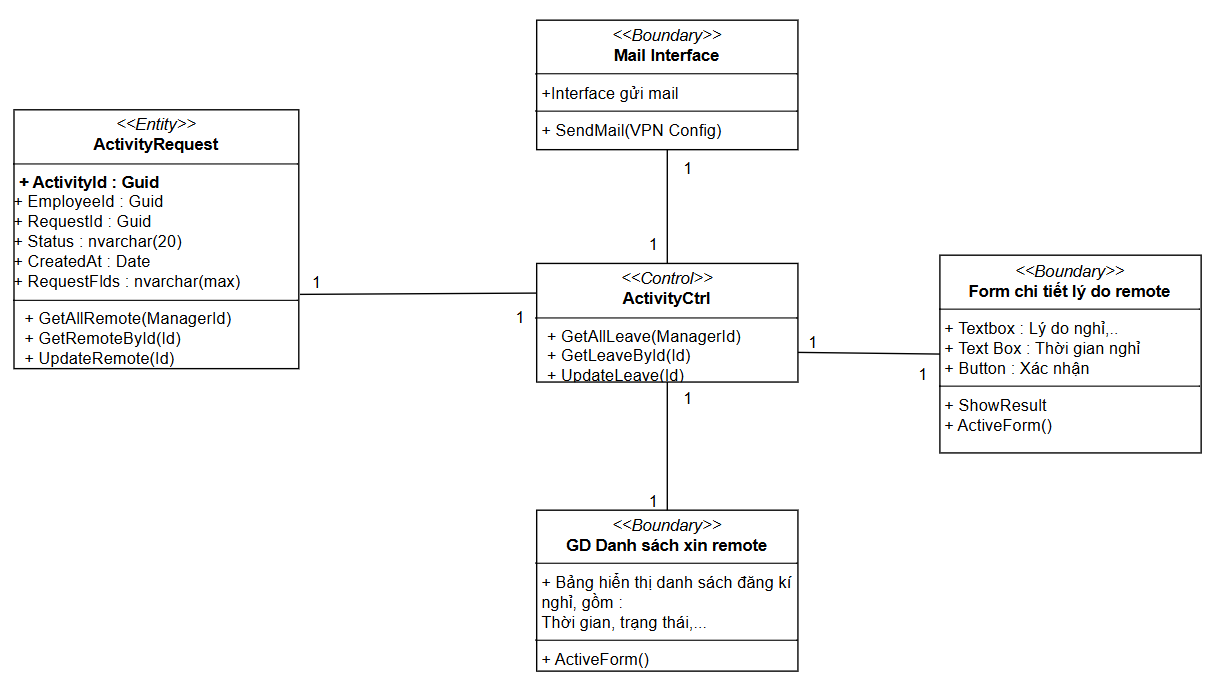 <<Boundary>>
Mail Interface
+Interface gửi mail
+ SendMail(VPN Config)
1
1
<<Entity>>
ActivityRequest
+ ActivityId : Guid
+ EmployeeId : Guid
+ RequestId : Guid
+ Status : nvarchar(20)
+ CreatedAt : Date
+ RequestFlds : nvarchar(max)
+ GetAllRemote(ManagerId)
+ GetRemoteById(Id)
+ UpdateRemote(Id)
1
1
<<Control>>
ActivityCtrl
+ GetAllLeave(ManagerId)
+ GetLeaveById(Id)
+ UpdateLeave(Id)
1
1
<<Boundary>>
Form chi tiết lý do remote
+ Textbox : Lý do nghỉ,..
+ Text Box : Thời gian nghỉ
+ Button : Xác nhận
+ ShowResult
+ ActiveForm()
1
1
<<Boundary>>
GD Danh sách xin remote
+ Bảng hiển thị danh sách đăng kí
nghỉ, gồm :
Thời gian, trạng thái,...
+ ActiveForm()